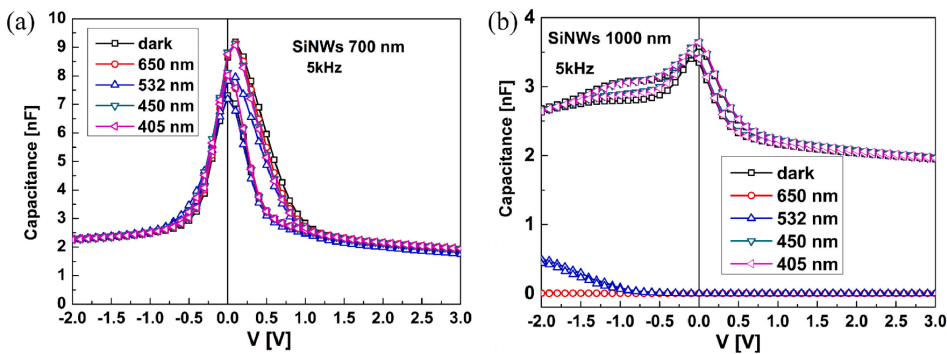 (a)
Capacitance [nF]
10
9
8
7
6
5
4
3
2
1
0
dark
650 nm
532 nm
450 nm
405 nm
SiNWs 700 nm
5kHz
-2.0 -1.5 -1.0 -0.5 0.0 0.5 1.0 1.5 2.0 2.5 3.0
V [V]
(b)
Capacitance [nF]
4
3
2
1
0
SiNWs 1000 nm
5kHz
dark
650 nm
532 nm
450 nm
405 nm
-2.0 -1.5 -1.0 -0.5 0.0 0.5 1.0 1.5 2.0 2.5 3.0
V [V]